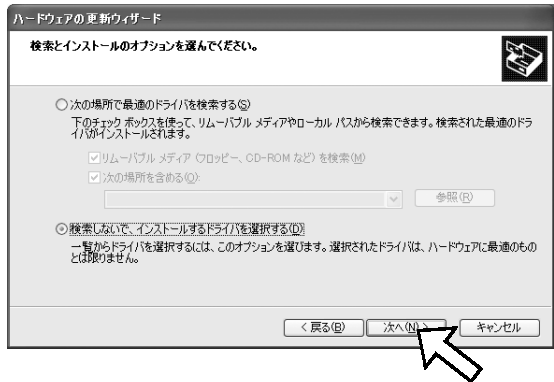 ハードウェアの更新ウィザード
検索とインストールのオプションを選んでください。
次の場所で最適のドライバを検索する(S)
下のチェック ボックスを使って、リムーバブル メディアやローカル パスから検索できます。検索された最適のドラ
イバがインストールされます。
リムーバブル メディア (フロッピー、CD-ROM など) を検索(M)
次の場所を含める(O):
参照(R)
検索しないで、インストールするドライバを選択する(D)
一覧からドライバを選択するには、このオプションを選びます。選択されたドライバは、ハードウェアに最適のもの
とは限りません。
< 戻る(B)
次へ(N) >
キャンセル